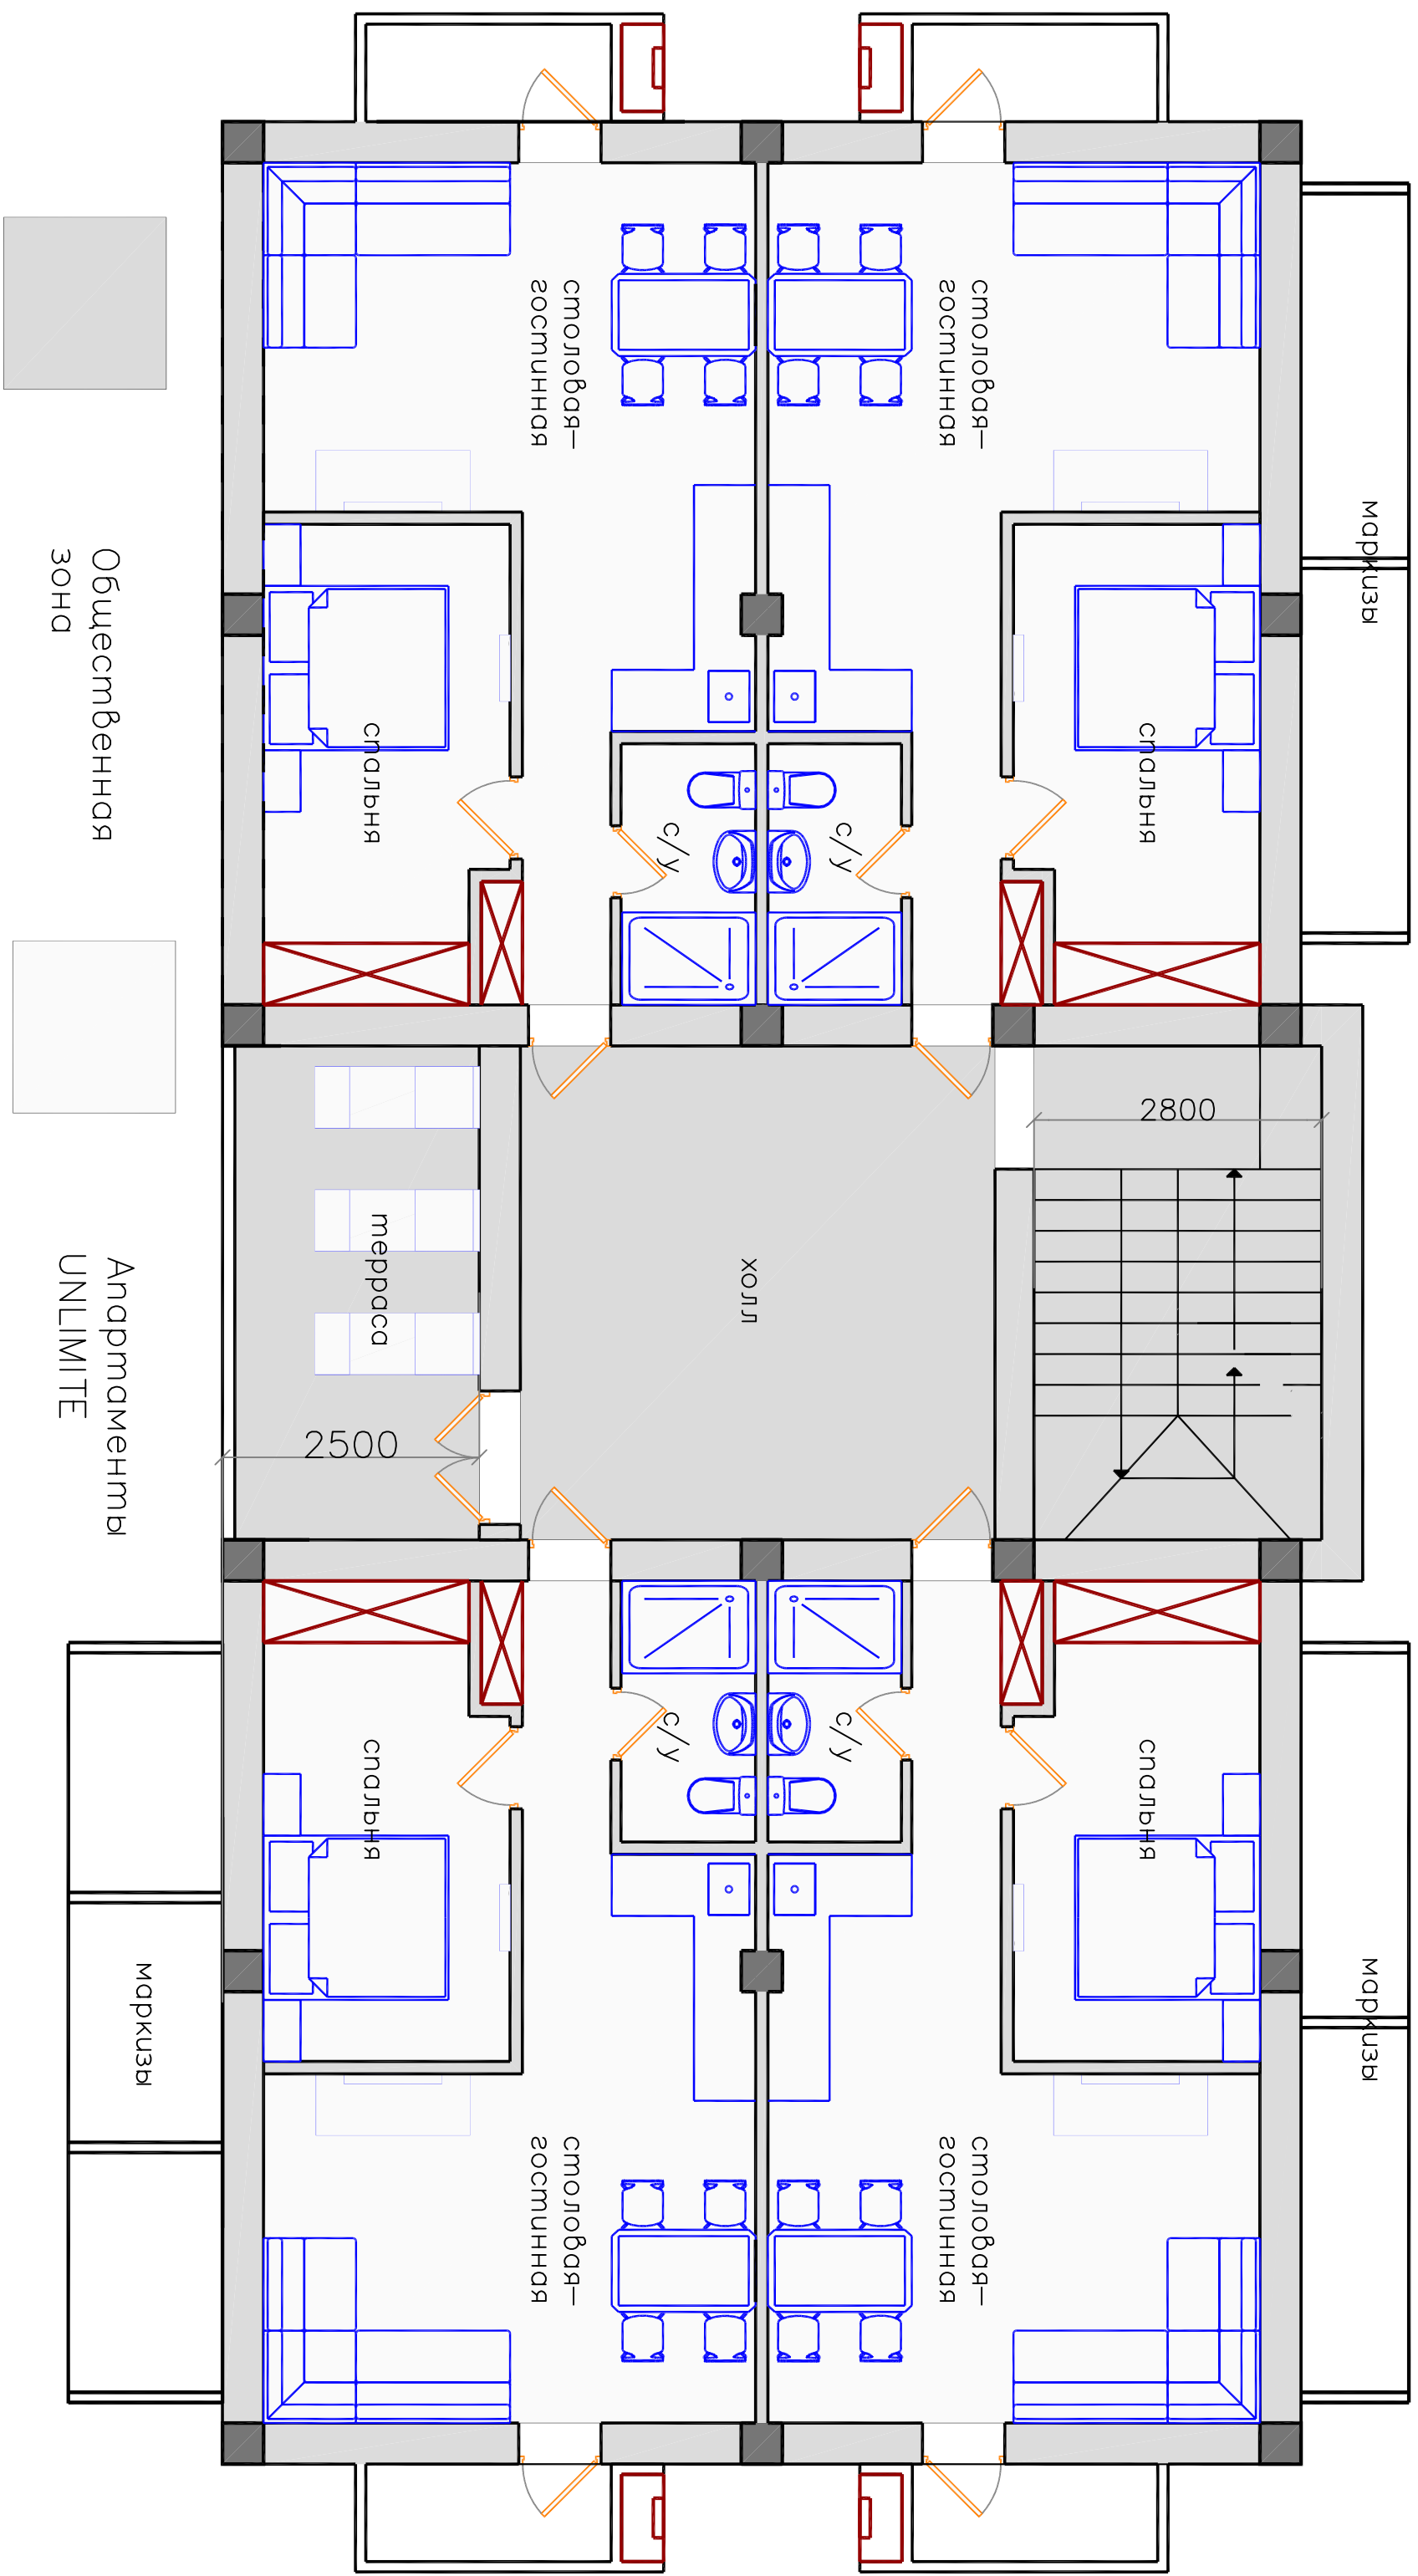 маркизы
маркизы
2800
спальня
спальня
столовая—
гостинная
столовая—
гостинная
с/у
с/у
холл
с/у
с/у
столовая—
гостинная
столовая—
гостинная
спальня
терраса
2500
спальня
маркизы
Общественная
зона
Апартаменты
UNLIMITE